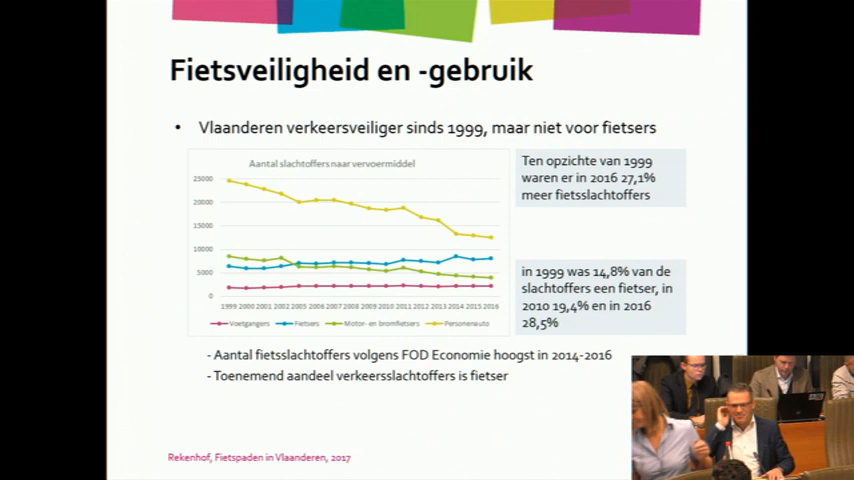 Fietsveiligheid en -gebruik
• Vlaanderen verkeersveiliger sinds 1999, maar niet voor fietsers
Aantal slachtoffers naar vervoermiddel
25000
20000
15000
10000
5000
0
1999 2000 2001 2002 2005 2006 2007 2008 2009 2010 2011 2012 2013 2014 2015 2016
Voetgangers Fietsers Motor- en bromfietsers Personenauto
Ten opzichte van 1999
waren er in 2016 27,1%
meer fietsslachtoffers
in 1999 was 14,8% van de
slachtoffers een fietser, in
2010 19,4% en in 2016
28,5%
- Aantal fietsslachtoffers volgens FOD Economie hoogst in 2014-2016
- Toenemend aandeel verkeersslachtoffers is fietser
Rekenhof, Fietspaden in Vlaanderen, 2017